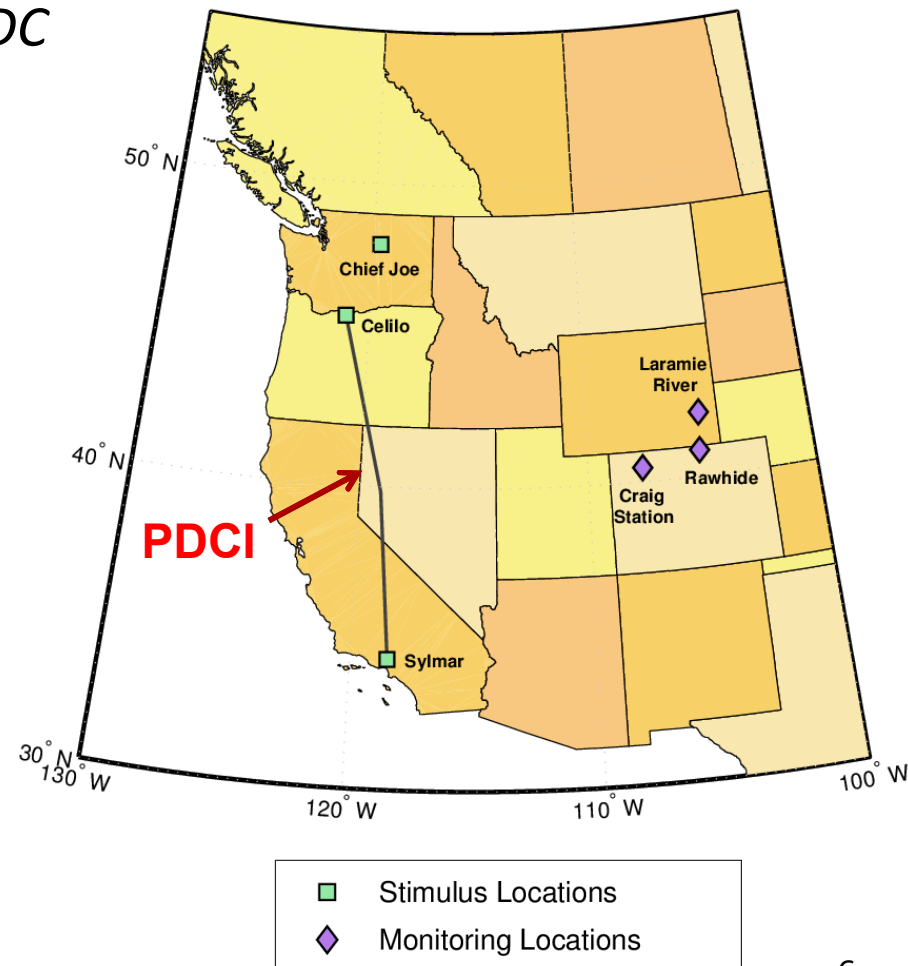 DC
50° N
Chief Joe
Celilo
Laramie
River
40° N
Rawhide
Craig
Station
PDCI
Sylmar
30° N
130° W
120° W
110° W
100° W
Stimulus Locations
Monitoring Locations